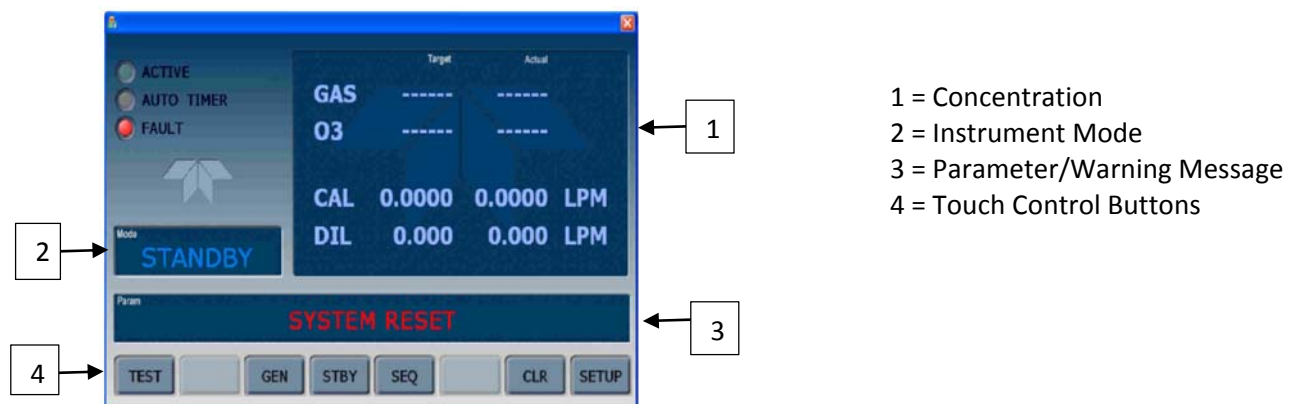 Target Actual
ACTIVE
AUTO TIMER
FAULT
GAS ------ ------
O3 ------ ------
CAL 0.0000 0.0000 LPM
DIL 0.000 0.000 LPM
Mode
STANDBY
Param
SYSTEM RESET
TEST GEN STBY SEQ CLR SETUP
1
2
3
4
1 = Concentration
2 = Instrument Mode
3 = Parameter/Warning Message
4 = Touch Control Buttons